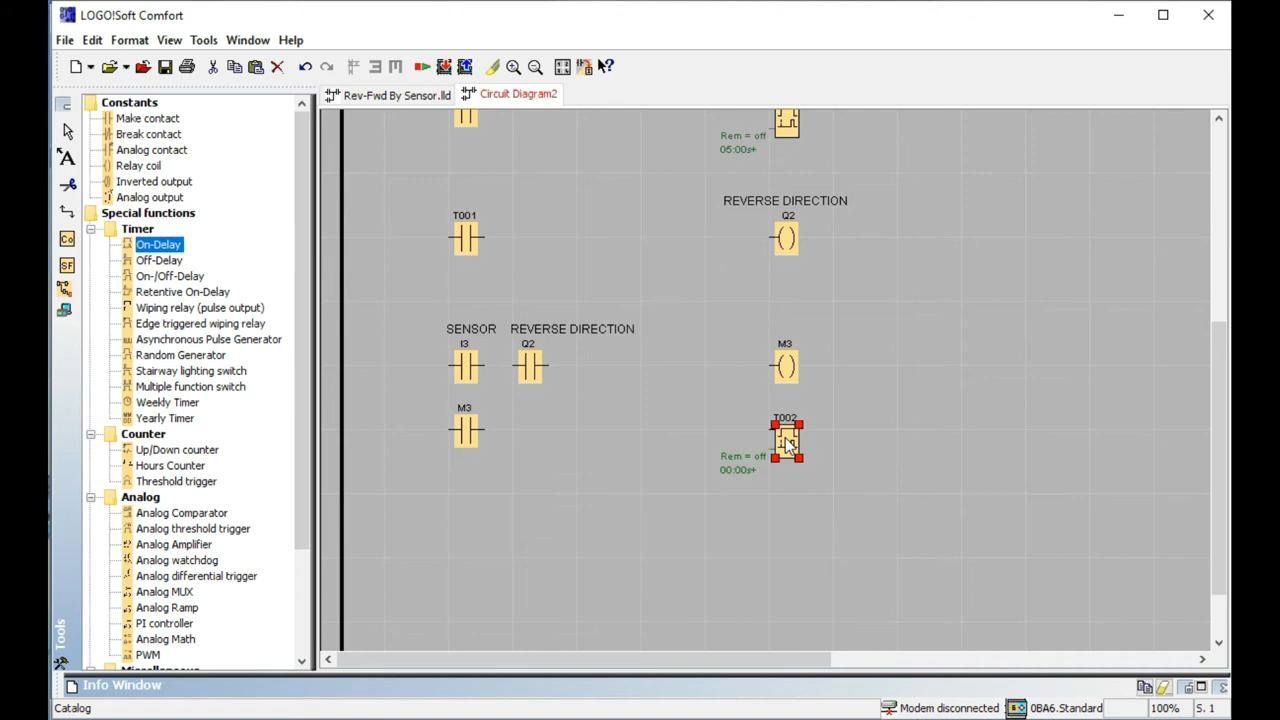 LOGO!Soft Comfort
File Edit Format View Tools Window Help
Rev-Fwd By Sensor.lld Circuit Diagram2
Constants
Make contact
Break contact
Analog contact
Relay coil
Inverted output
Analog output
Special functions
Timer
On-Delay
Off-Delay
On-/Off-Delay
Retentive On-Delay
Wiping relay (pulse output)
Edge triggered wiping relay
Asynchronous Pulse Generator
Random Generator
Stairway lighting switch
Multiple function switch
Weekly Timer
Yearly Timer
Counter
Up/Down counter
Hours Counter
Threshold trigger
Analog
Analog Comparator
Analog threshold trigger
Analog Amplifier
Analog watchdog
Analog differential trigger
Analog MUX
Analog Ramp
PI controller
Analog Math
PWM
Tools
Co
SF
Rem = off
05:00s+
REVERSE DIRECTION
T001 Q2
SENSOR REVERSE DIRECTION
I3 Q2 M3
M3 T002
Rem = off
00:00s+
Info Window
Catalog Modem disconnected 0BA6.Standard 100% S. 1